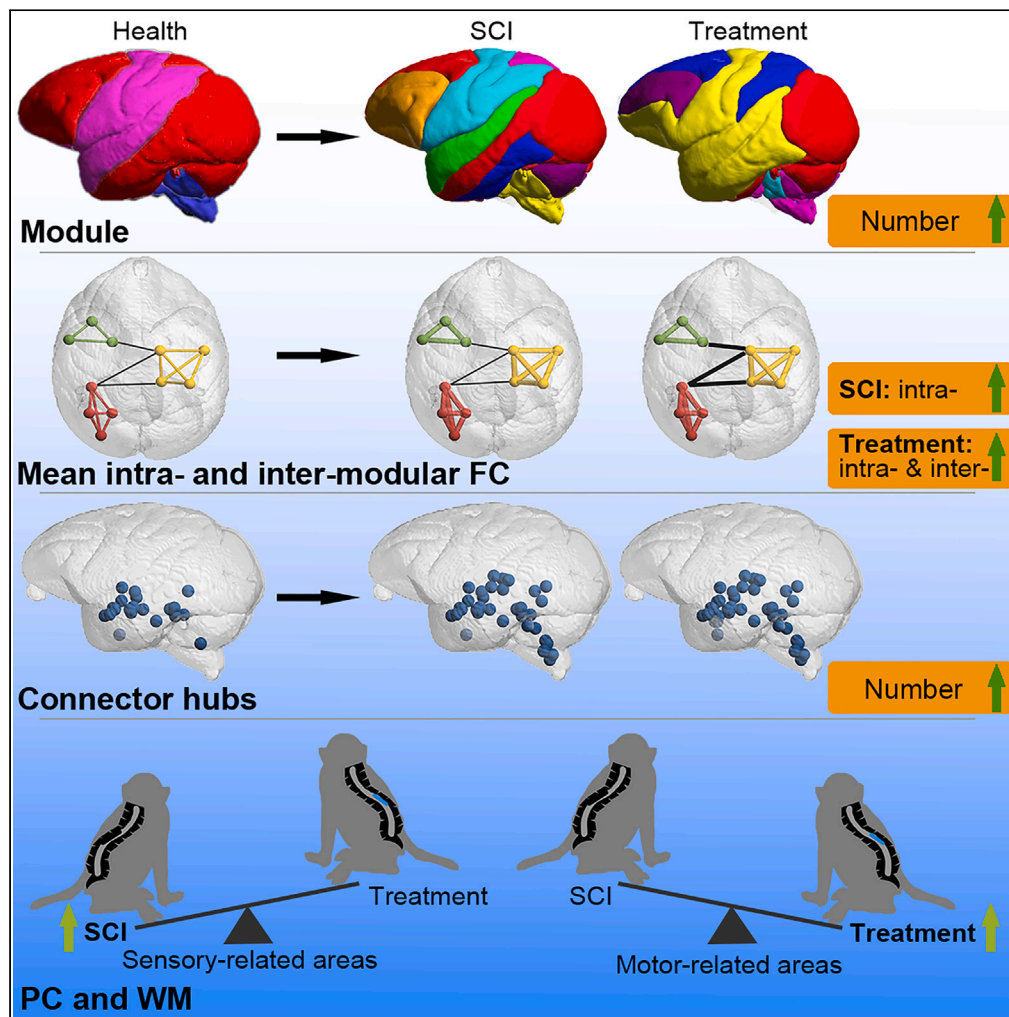 Health
SCI
Treatment
Module
Number
SCI: intra-
Treatment:
intra- & inter-
Mean intra- and inter-modular FC
Connector hubs
Number
SCI
Treatment
Sensory-related areas
SCI
Treatment
Motor-related areas
PC and WM